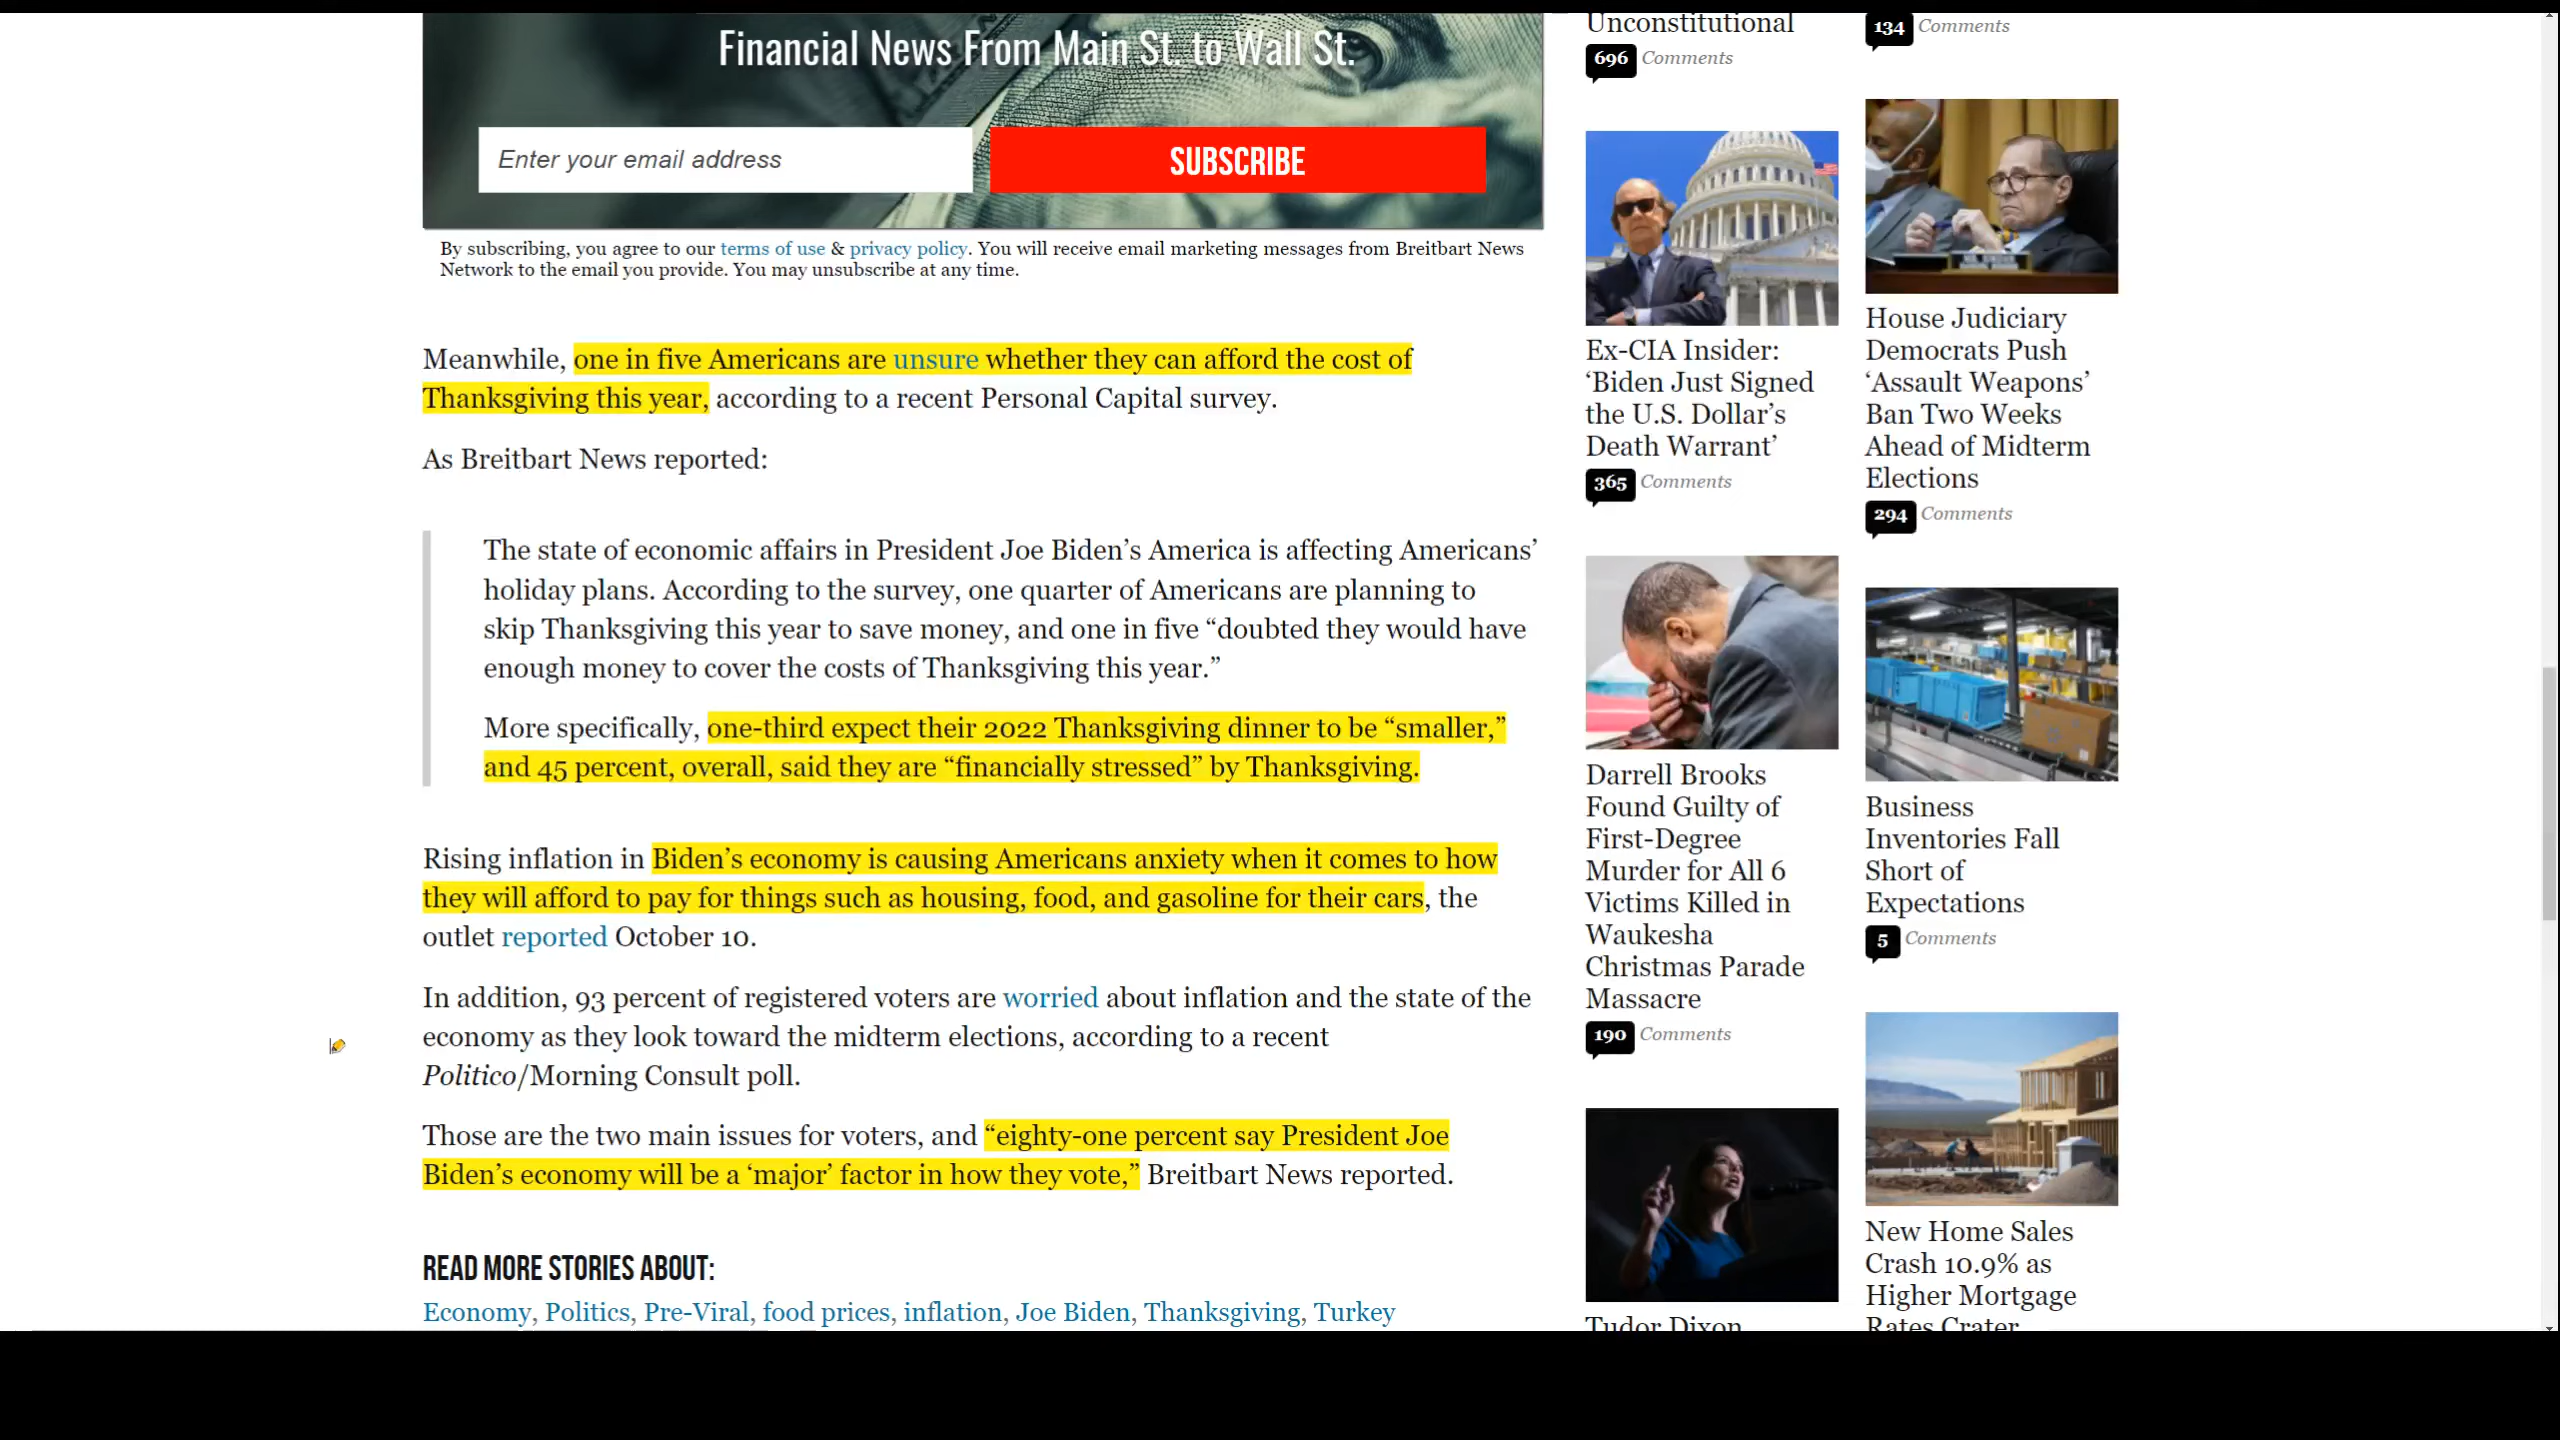 Financial News From Main St. to Wall St.
Enter your email address
SUBSCRIBE
By subscribing, you agree to our terms of use & privacy policy. You will receive email marketing messages from Breitbart News
Network to the email you provide. You may unsubscribe at any time.
Meanwhile, one in five Americans are unsure whether they can afford the cost of
Thanksgiving this year, according to a recent Personal Capital survey.
As Breitbart News reported:
The state of economic affairs in President Joe Biden’s America is affecting Americans’
holiday plans. According to the survey, one quarter of Americans are planning to
skip Thanksgiving this year to save money, and one in five “doubted they would have
enough money to cover the costs of Thanksgiving this year.”
More specifically, one-third expect their 2022 Thanksgiving dinner to be “smaller,”
and 45 percent, overall, said they are “financially stressed” by Thanksgiving.
Rising inflation in Biden’s economy is causing Americans anxiety when it comes to how
they will afford to pay for things such as housing, food, and gasoline for their cars, the
outlet reported October 10.
In addition, 93 percent of registered voters are worried about inflation and the state of the
economy as they look toward the midterm elections, according to a recent
Politico/Morning Consult poll.
Those are the two main issues for voters, and “eighty-one percent say President Joe
Biden’s economy will be a ‘major’ factor in how they vote,” Breitbart News reported.
READ MORE STORIES ABOUT:
Economy, Politics, Pre-Viral, food prices, inflation, Joe Biden, Thanksgiving, Turkey
Unconstitutional
696 Comments
Ex-CIA Insider:
‘Biden Just Signed
the U.S. Dollar’s
Death Warrant’
365 Comments
Darrell Brooks
Found Guilty of
First-Degree
Murder for All 6
Victims Killed in
Waukesha
Christmas Parade
Massacre
190 Comments
Tudor Dixon
134 Comments
House Judiciary
Democrats Push
‘Assault Weapons’
Ban Two Weeks
Ahead of Midterm
Elections
294 Comments
Business
Inventories Fall
Short of
Expectations
5 Comments
New Home Sales
Crash 10.9% as
Higher Mortgage
Rates Crater